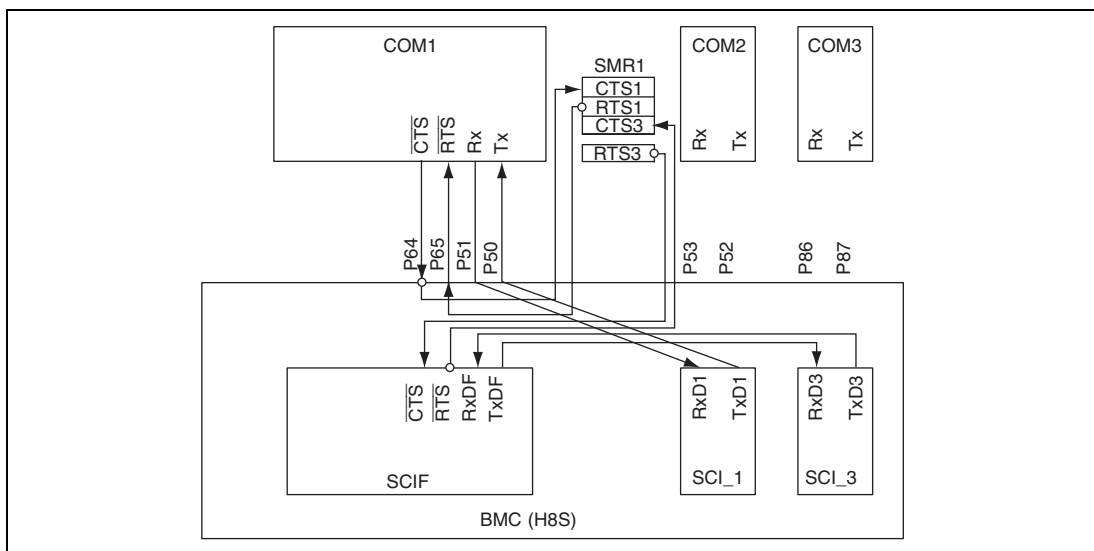 COM1
COM2
COM3
SMR1
CTS1
RTS1
CTS3
RTS3
CTS
RTS
Rx
Tx
Rx
Tx
Rx
Tx
P64
P65
P51
P50
P53
P52
P86
P87
CTS
RTS
RxDF
TxDF
RxD1
TxD1
RxD3
TxD3
SCIF
SCI_1
SCI_3
BMC (H8S)